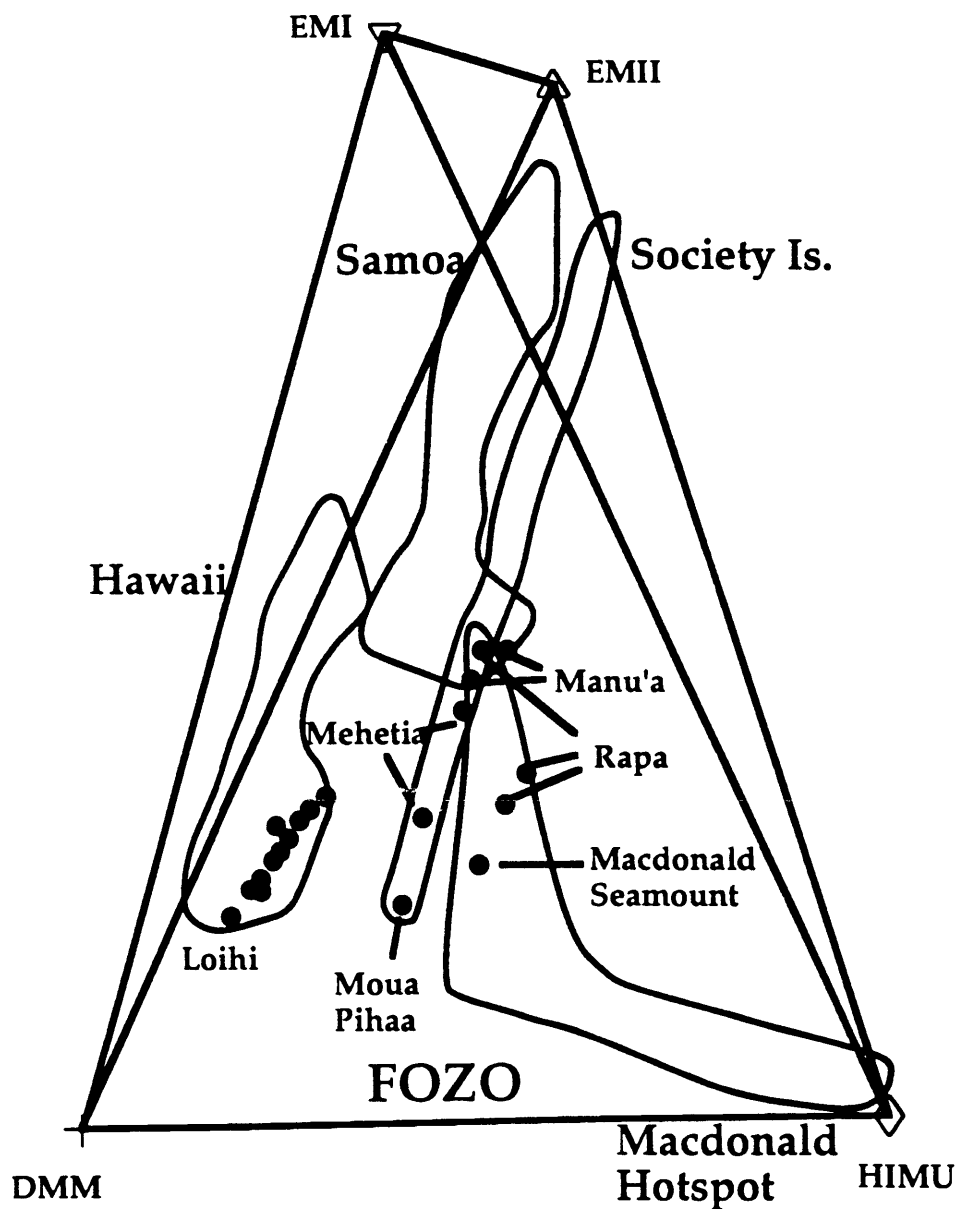 EMI
EMII
Samoa
Society Is.
Hawaii
Manu'a
Mehetia
Rapa
Macdonald
Seamount
Loihi
Moua
Pihaa
FOZO
Macdonald
Hotspot
DMM
HIMU